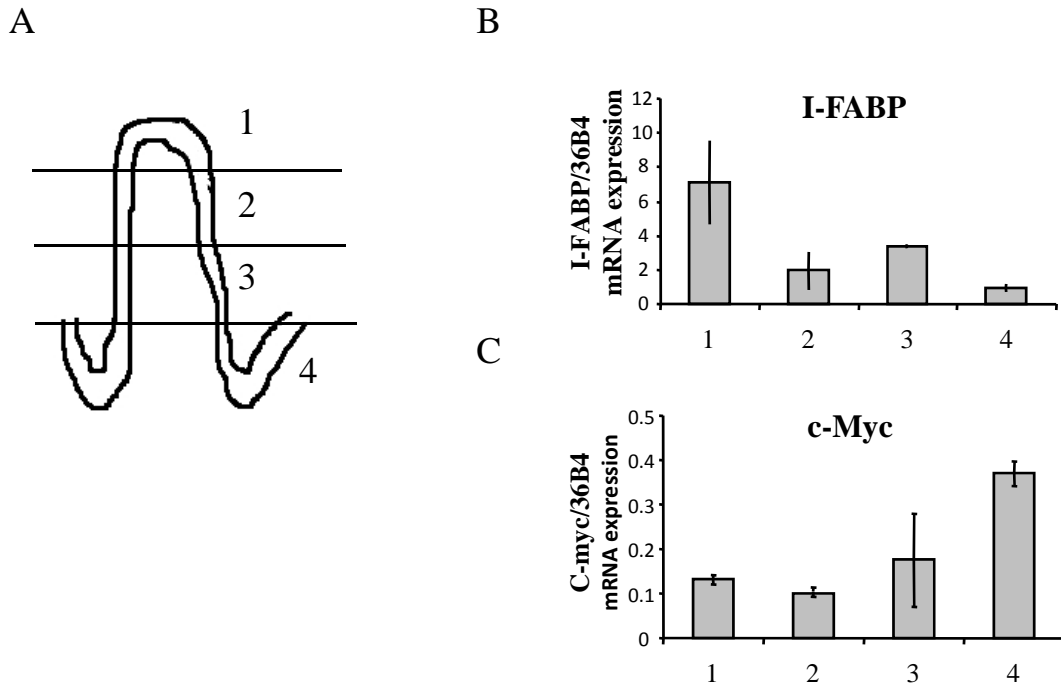 A
1
2
3
4
B
I-FABP
I-FABP/36B4
mRNA expression
12
10
8
6
4
2
0
1 2 3 4
C
c-Myc
C-myc/36B4
mRNA expression
0.5
0.4
0.3
0.2
0.1
0
1 2 3 4